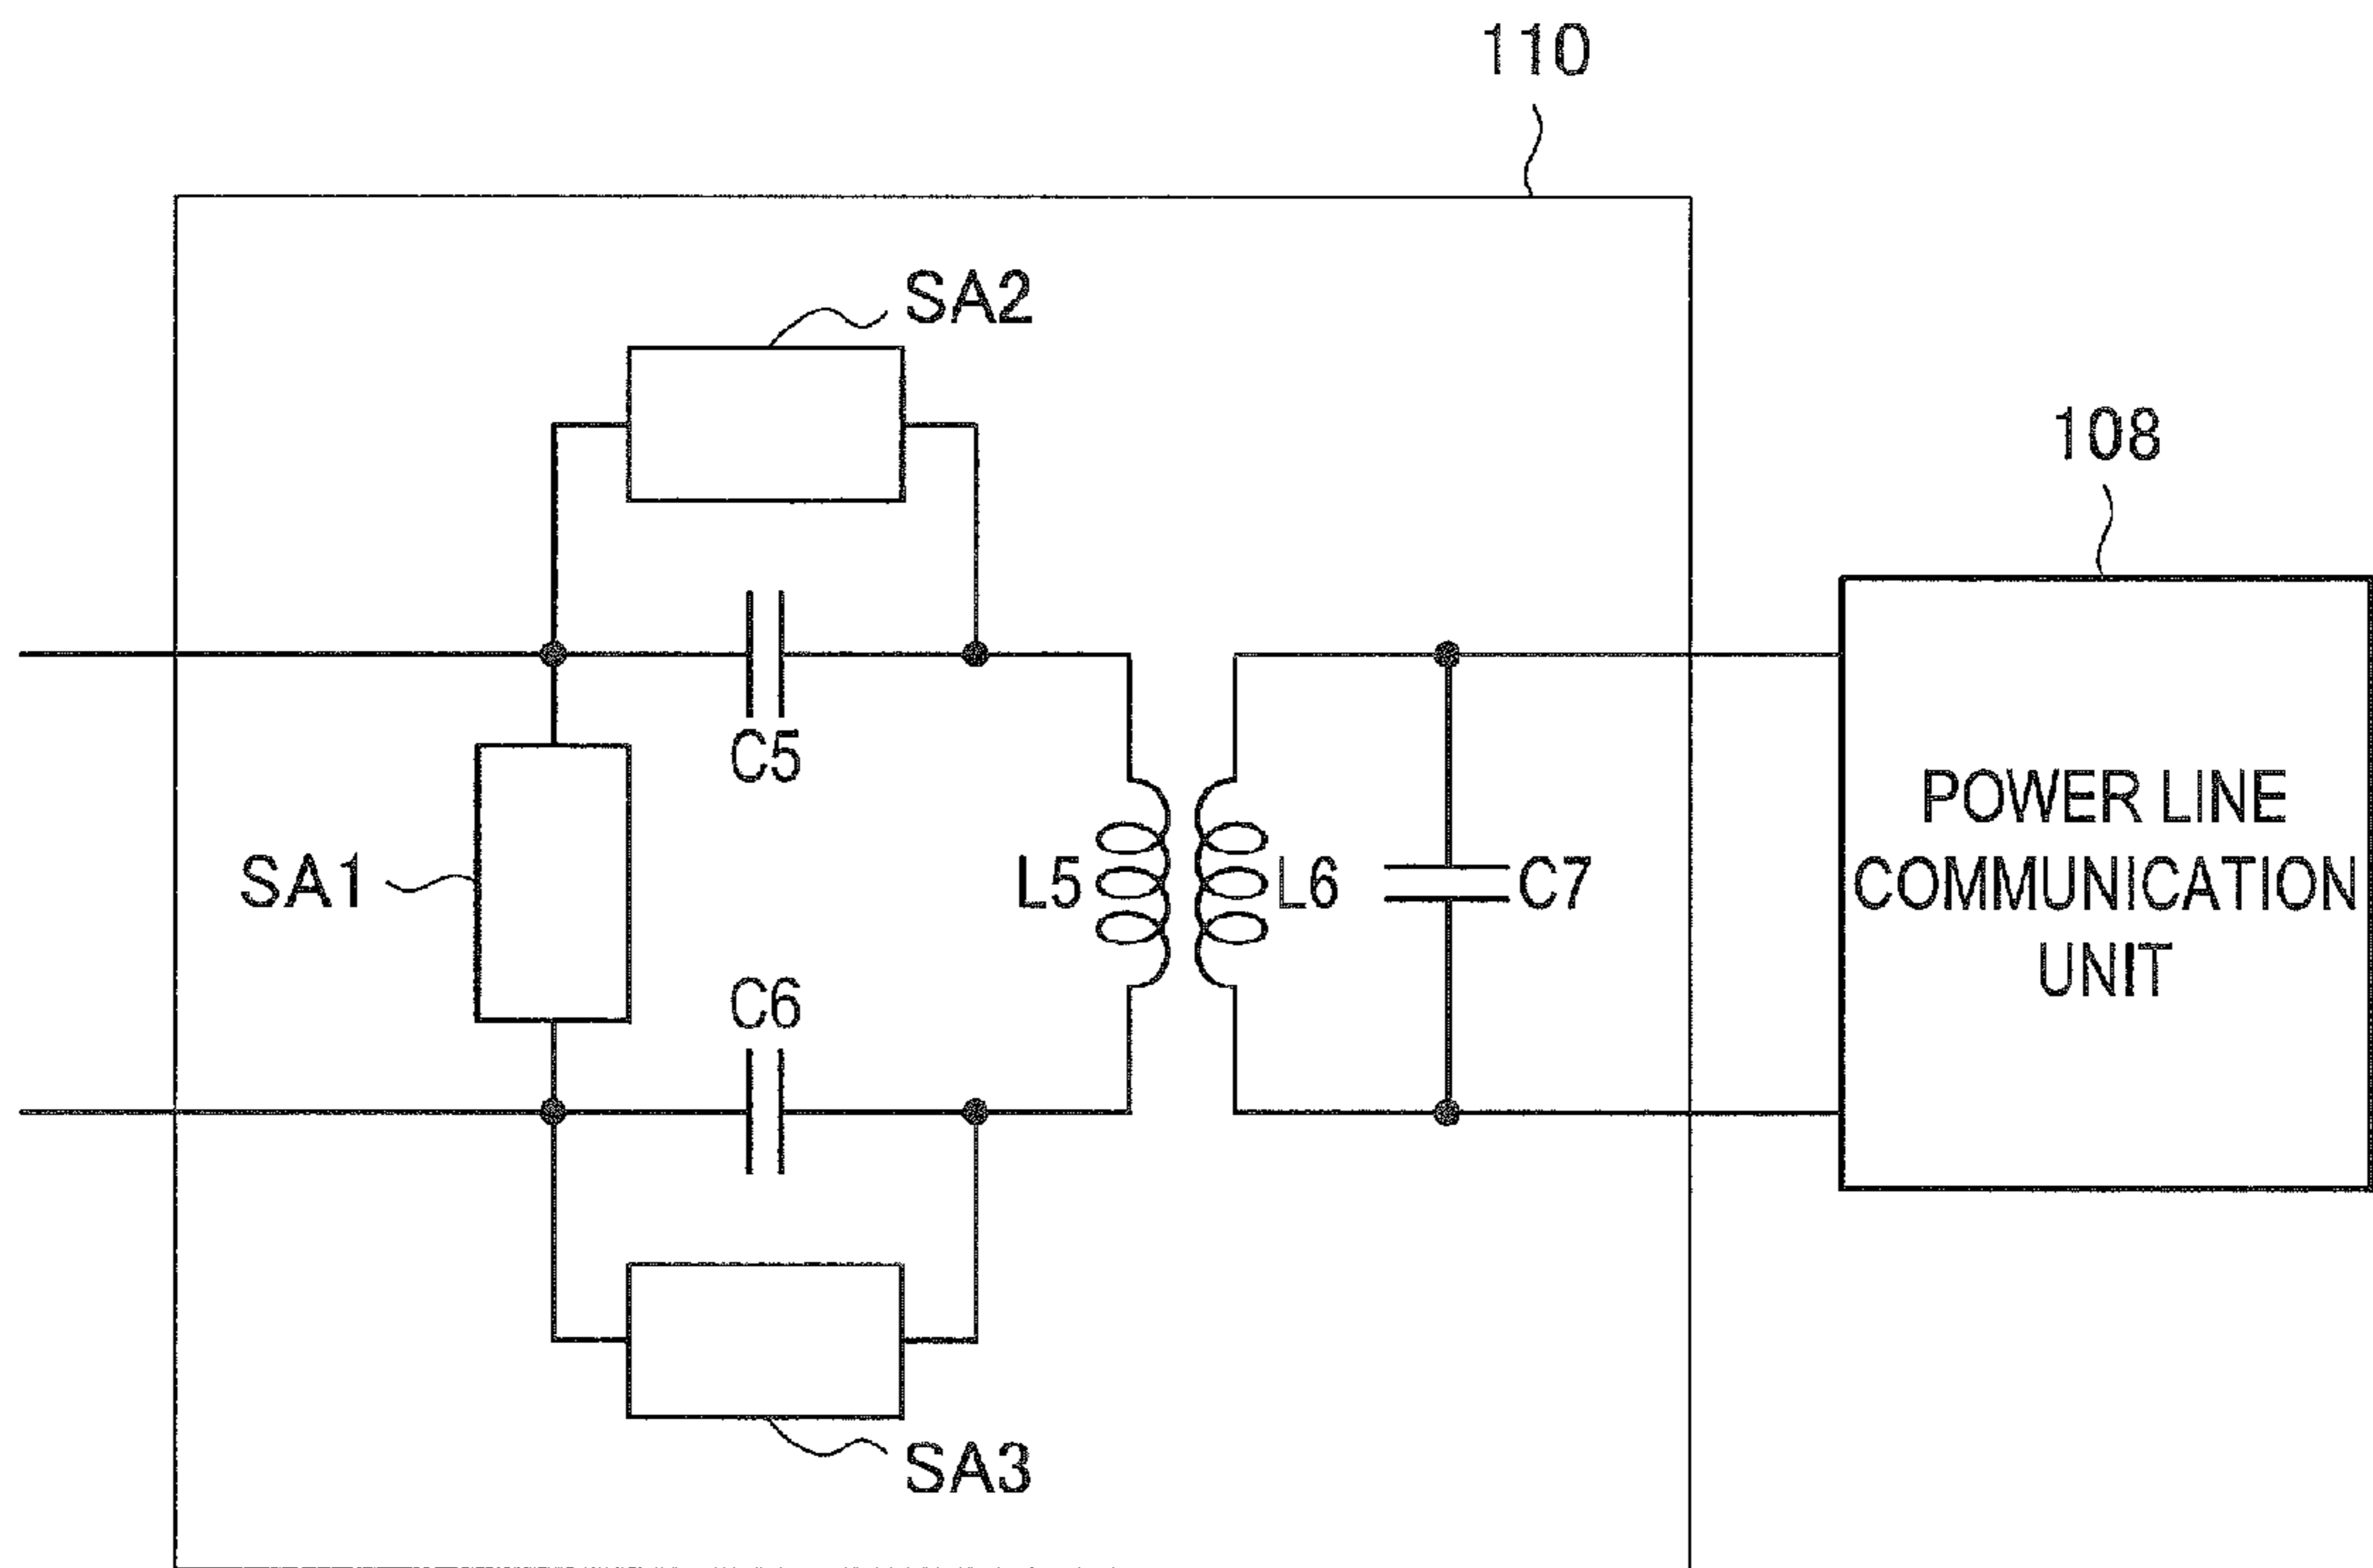 110
SA2
108
C5
SA1
L5
L6
C7
POWER LINE
COMMUNICATION
UNIT
C6
SA3